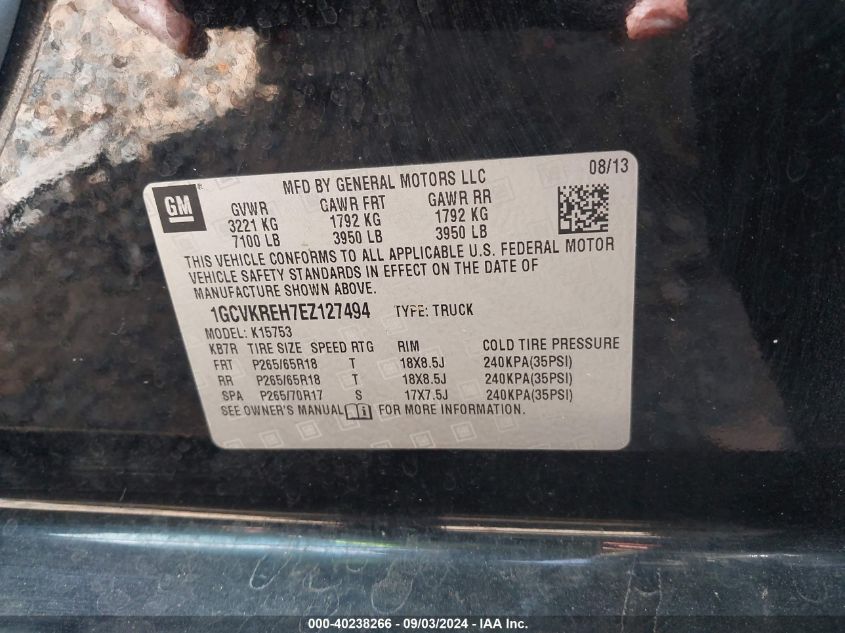 08/13
MFD BY GENERAL MOTORS LLC
GM
GVWR GAWR FRT GAWR RR
3221 KG 1792 KG 1792 KG
7100 LB 3950 LB 3950 LB
THIS VEHICLE CONFORMS TO ALL APPLICABLE U.S. FEDERAL MOTOR
VEHICLE SAFETY STANDARDS IN EFFECT ON THE DATE OF
MANUFACTURE SHOWN ABOVE.
1GCVKREH7EZ127494 TYPE: TRUCK
MODEL: K15753
KB7R TIRE SIZE SPEED RTG RIM COLD TIRE PRESSURE
FRT P265/65R18 T 18X8.5J 240KPA(35PSI)
RR P265/65R18 T 18X8.5J 240KPA(35PSI)
SPA P265/70R17 S 17X7.5J 240KPA(35PSI)
SEE OWNER'S MANUAL FOR MORE INFORMATION.
000-40238266 - 09/03/2024 - IAA Inc.